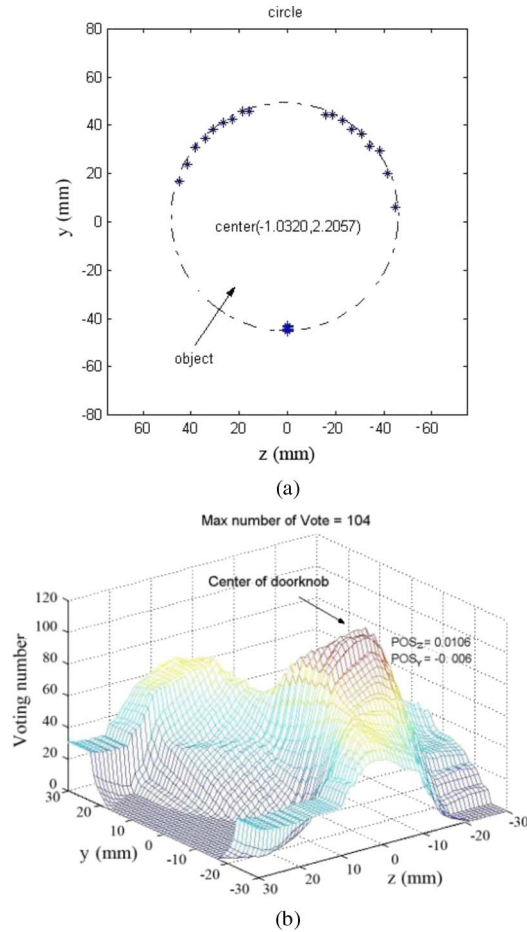 circle
80
60
40
20
0
-20
-40
-60
-80
y (mm)
center(-1.0320,2.2057)
object
60 40 20 0 -20 -40 -60
z (mm)
(a)
Max number of Vote = 104
Center of doorknob
POSZ= 0.0106
POSY= -0.006
120
100
80
60
40
20
0
Voting number
30
20
10
0
-10
-20
-30
y (mm)
30
20
10
0
-10
-20
-30
z (mm)
(b)